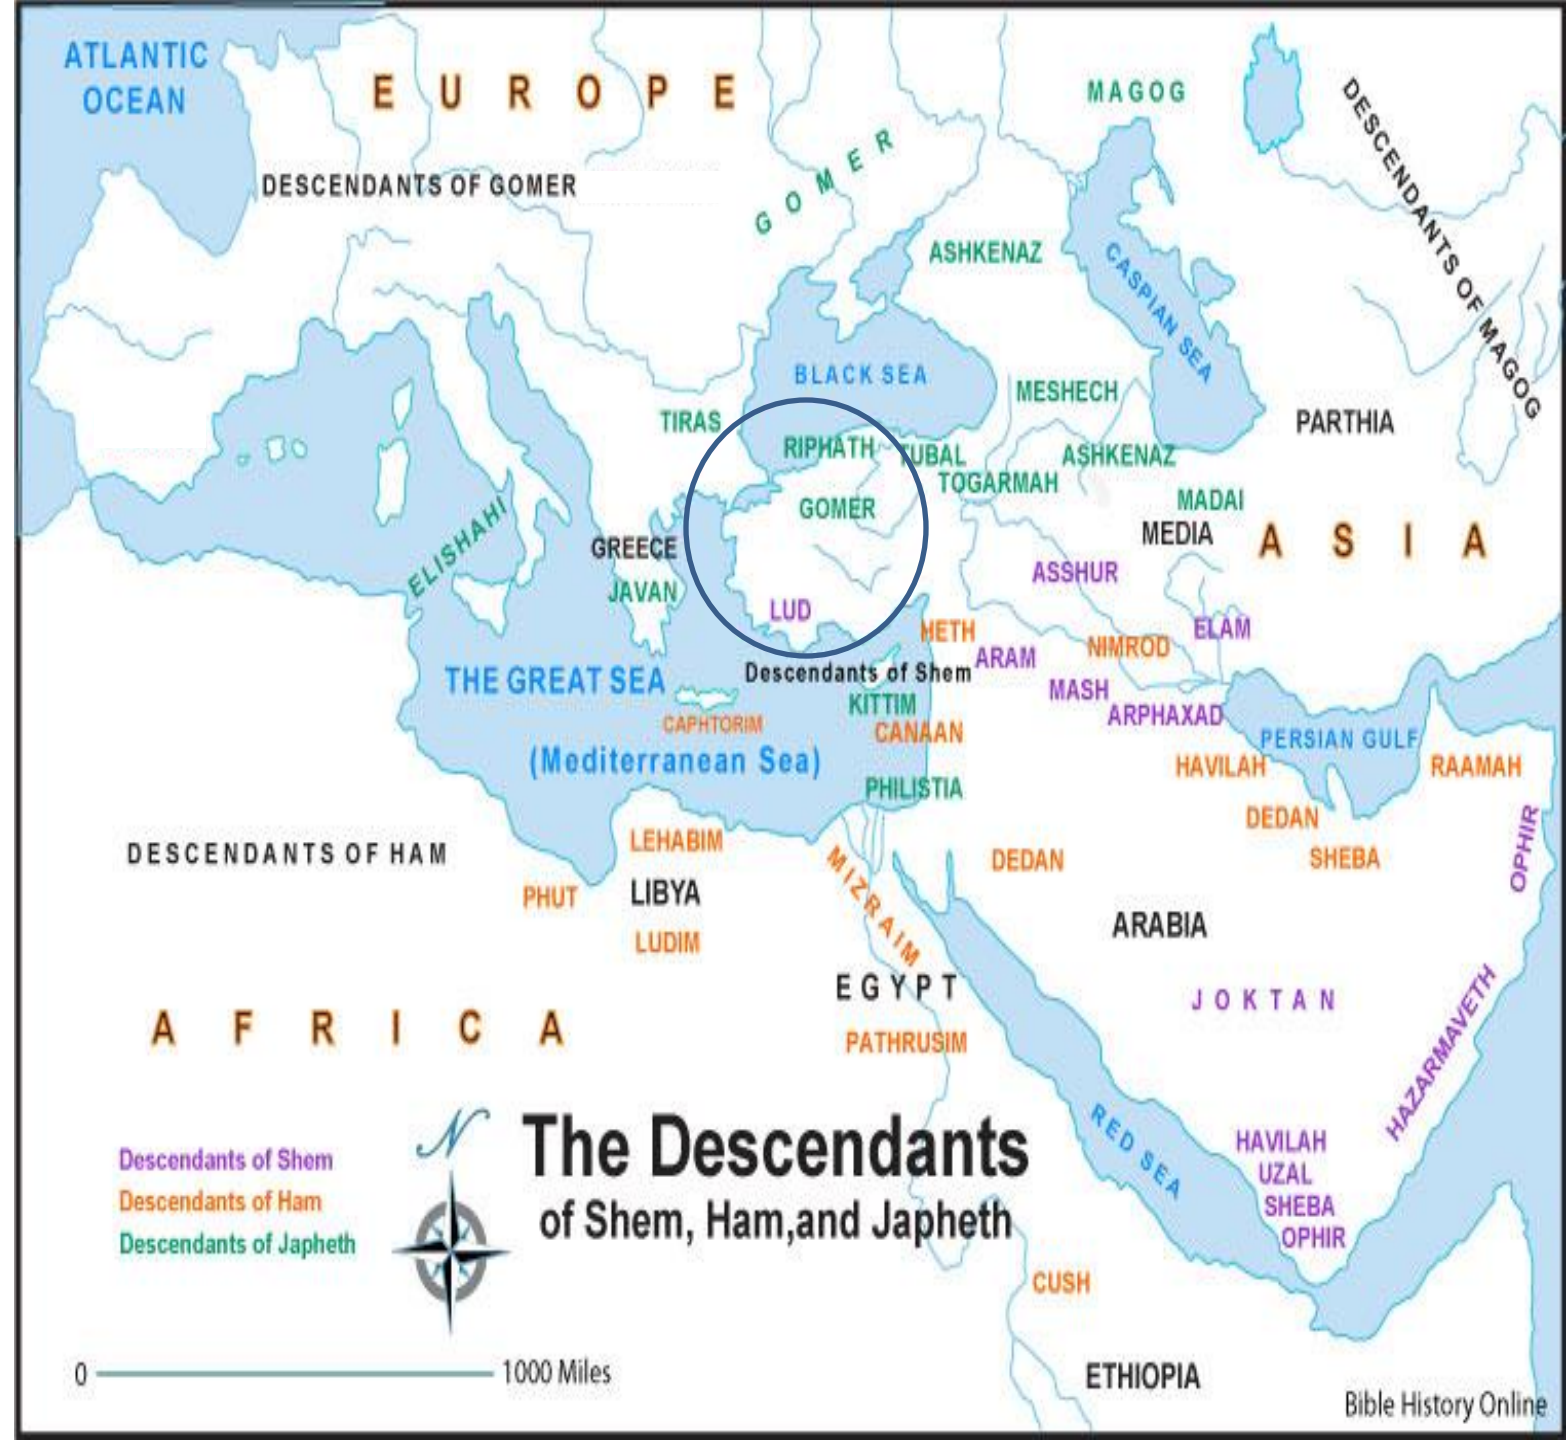 ATLANTIC
OCEAN
E U R O P E
MAGOG
DESCENDANTS OF MAGOG
DESCENDANTS OF GOMER
GOMER
ASHKENAZ
CASPIAN SEA
BLACK SEA
MESHECH
TIRAS
PARTHIA
RIPHATH
TUBAL
ASHKENAZ
TOGARMAH
GOMER
MADAI
MEDIA
A S I A
ELISHAHI
GREECE
JAVAN
ASSHUR
LUD
HETH
ELAM
NIMROD
ARAM
THE GREAT SEA
Descendants of Shem
MASH
KITTIM
ARPHAXAD
CAPHTORIM
CANAAN
PERSIAN GULF
(Mediterranean Sea)
HAVILAH
RAAMAH
PHILISTIA
DEDAN
LEHABIM
DESCENDANTS OF HAM
MIZRAIM
DEDAN
SHEBA
OPHIR
PHUT
LIBYA
ARABIA
LUDIM
EGYPT
JOKTAN
A F R I C A
PATHRUSIM
HAZARMAVETH
N
The Descendants
of Shem, Ham,and Japheth
RED SEA
HAVILAH
UZAL
SHEBA
OPHIR
Descendants of Shem
Descendants of Ham
Descendants of Japheth
CUSH
0 1000 Miles
ETHIOPIA
Bible History Online